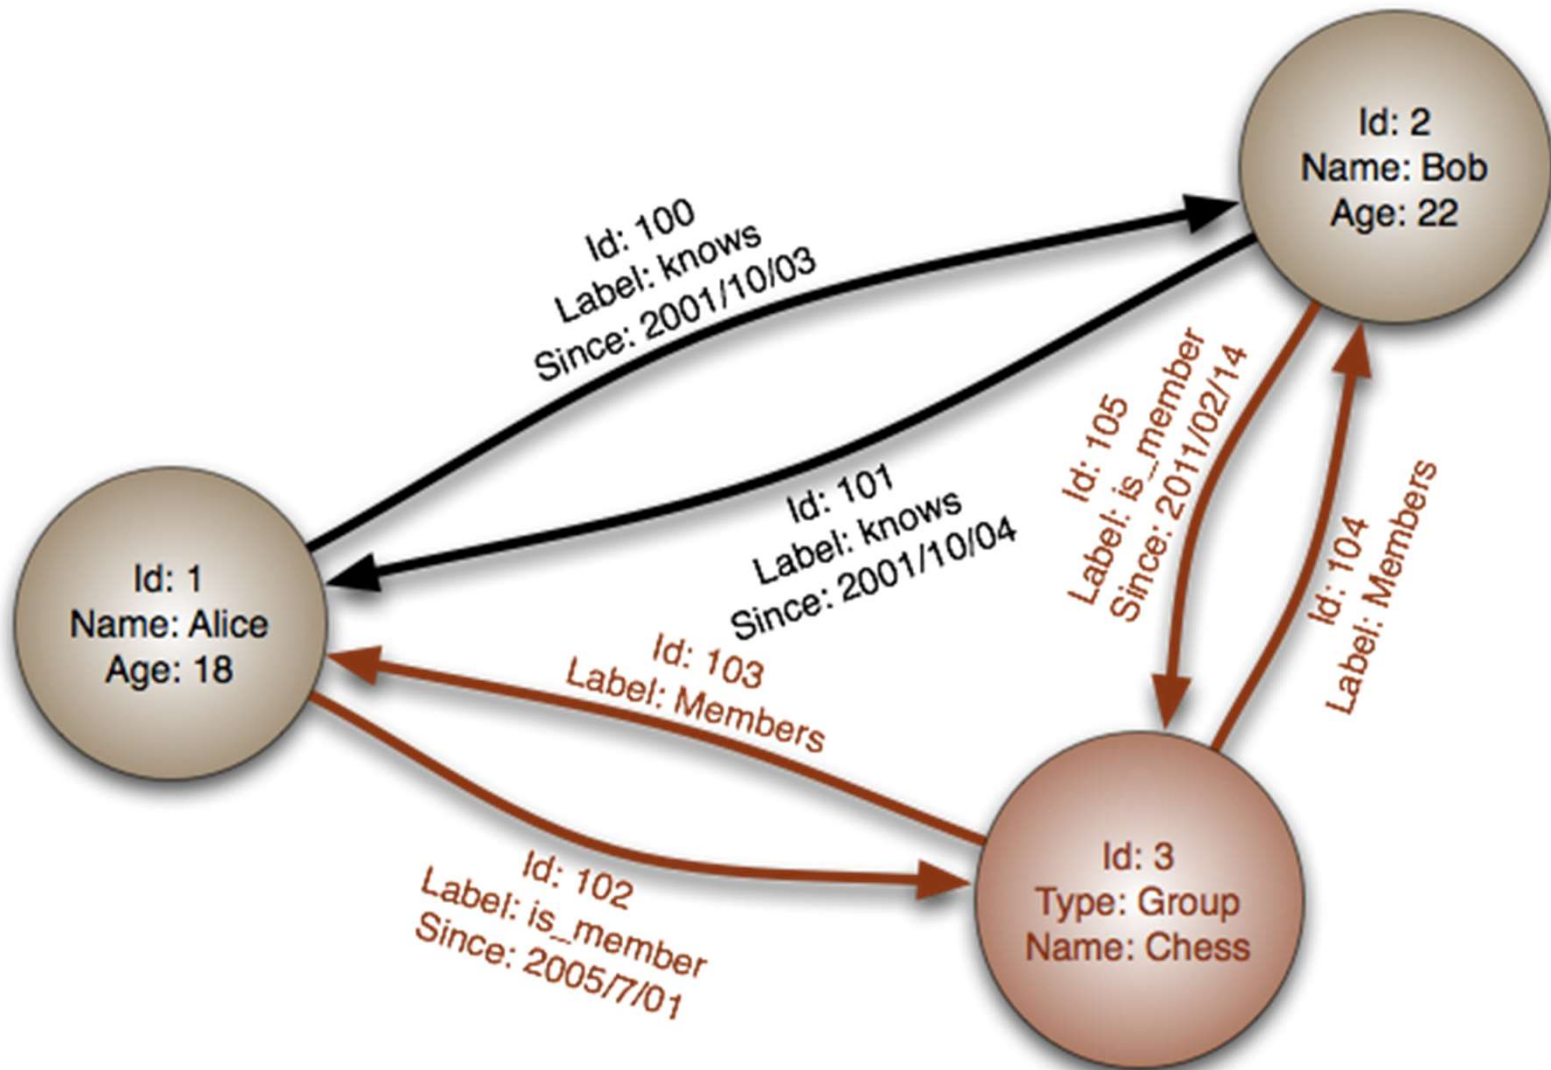 Id: 2
Name: Bob
Age: 22
Id: 100
Label: knows
Since: 2001/10/03
Id: 101
Label: knows
Since: 2001/10/04
Id: 105
Label: is_member
Since: 2011/02/14
Id: 104
Label: Members
Id: 1
Name: Alice
Age: 18
Id: 103
Label: Members
Id: 102
Label: is_member
Since: 2005/7/01
Id: 3
Type: Group
Name: Chess